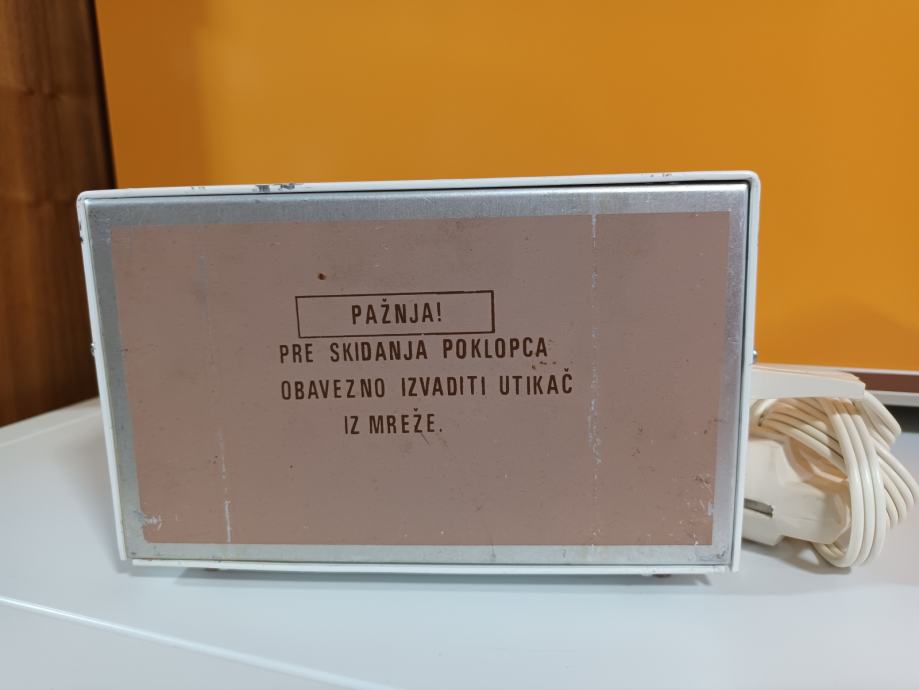 PAŽNJA!
PRE SKIDANJA POKLOPCA
OBAVEZNO IZVADITI UTIKAČ
IZ MREŽE.